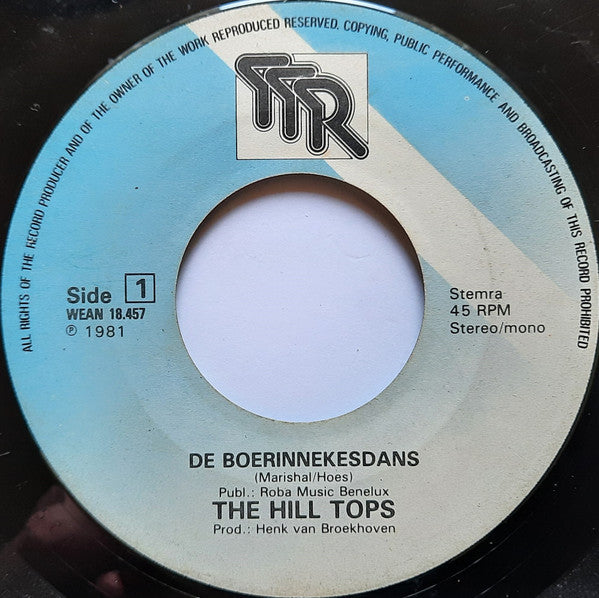 ALL RIGHTS OF THE RECORD PRODUCER AND OF THE OWNER OF THE WORK REPRODUCED RESERVED. COPYING, PUBLIC PERFORMANCE AND BROADCASTING OF THIS RECORD PROHIBITED
TTR
Side 1
WEAN 18.457
℗ 1981
Stemra
45 RPM
Stereo/mono
DE BOERINNEKESDANS
(Marishal/Hoes)
Publ.: Roba Music Benelux
THE HILL TOPS
Prod.: Henk van Broekhoven